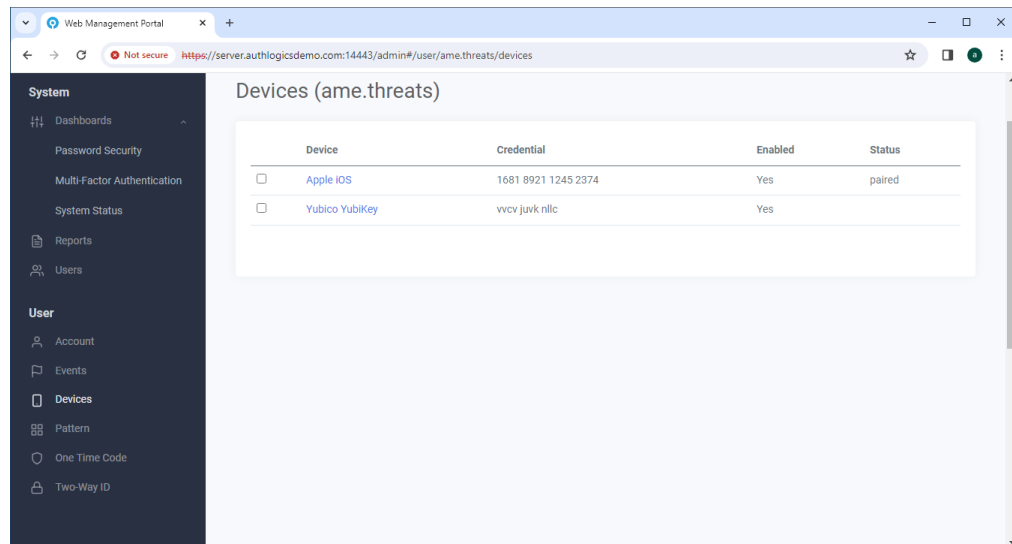 Web Management Portal
Not secure https://server.authlogicsdemo.com:14443/admin#/user/ame.threats/devices
a
System
Dashboards
Password Security
Multi-Factor Authentication
System Status
Reports
Users
User
Account
Events
Devices
Pattern
One Time Code
Two-Way ID
Devices (ame.threats)
Device Credential Enabled Status
Apple iOS 1681 8921 1245 2374 Yes paired
Yubico YubiKey vvcv juvk nllc Yes